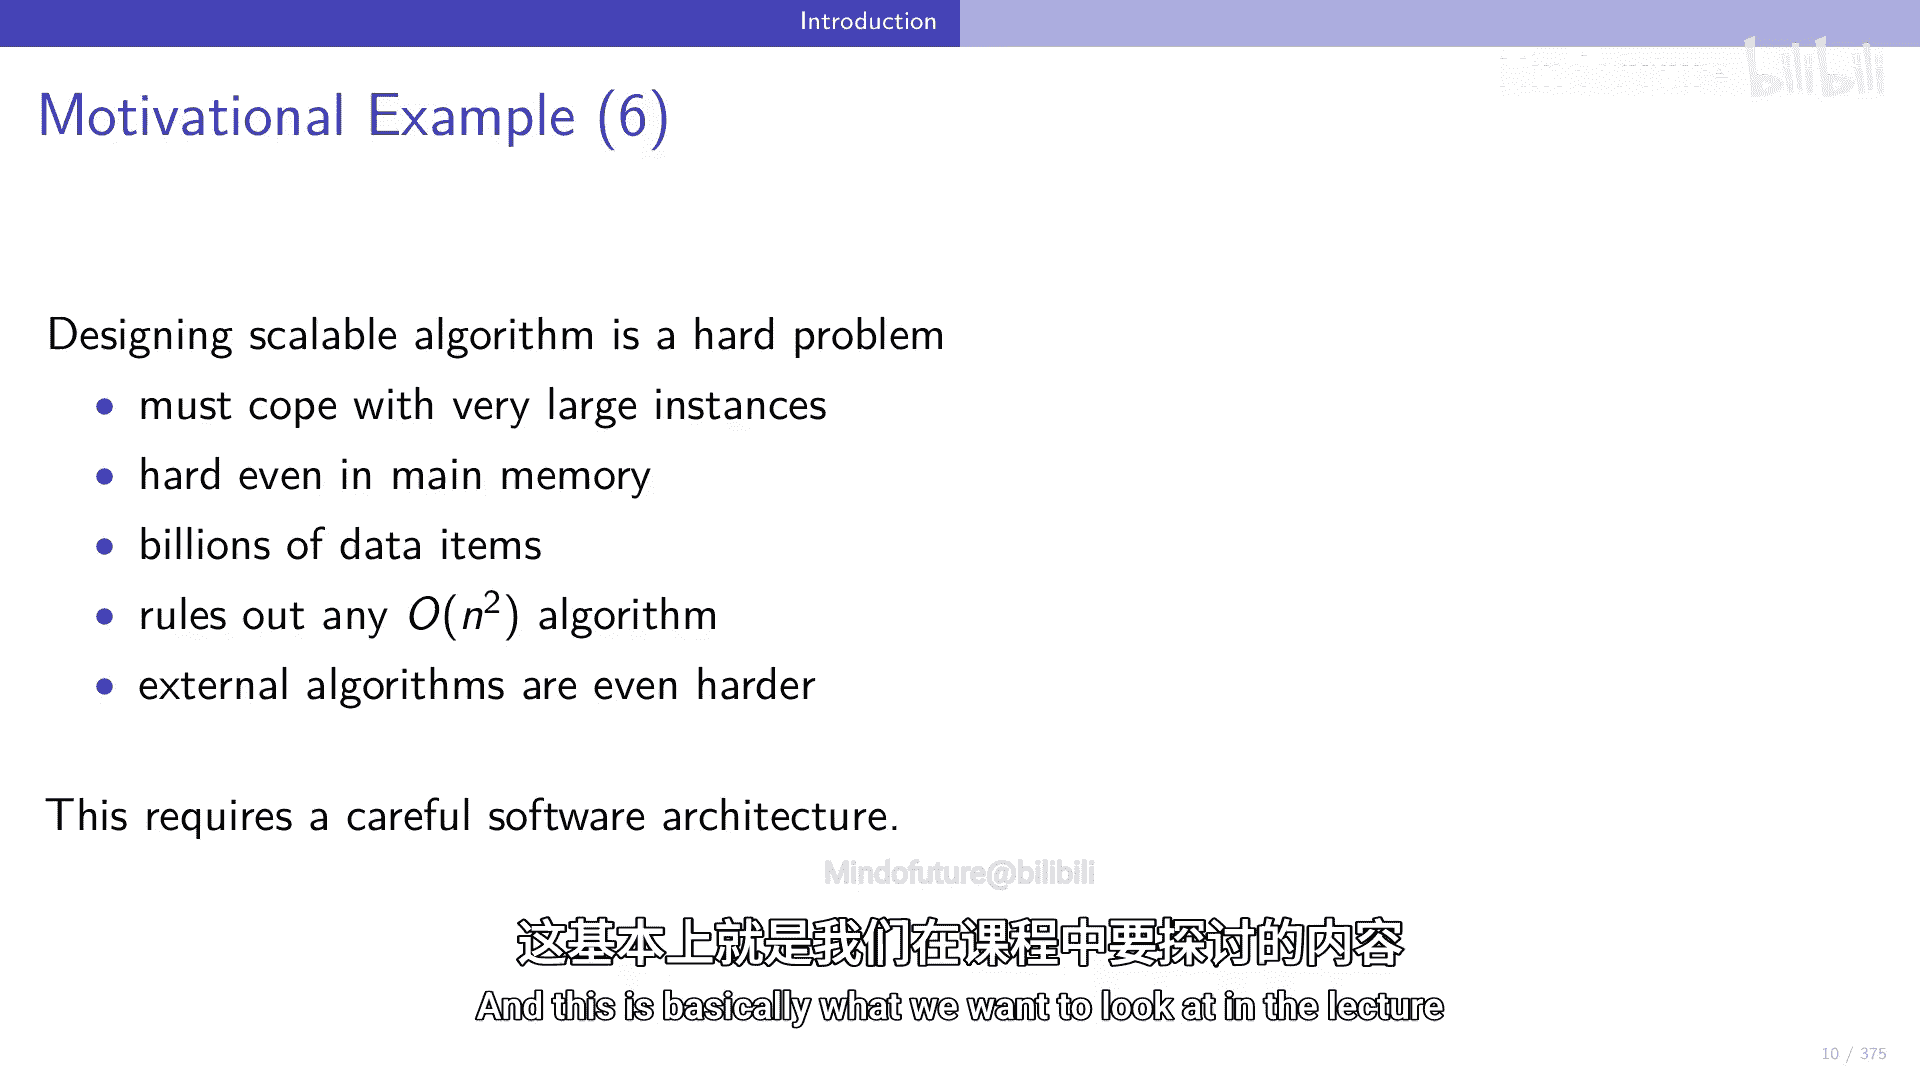 Introduction
bilibili
Motivational Example (6)
Designing scalable algorithm is a hard problem
• must cope with very large instances
• hard even in main memory
• billions of data items
• rules out any O(n²) algorithm
• external algorithms are even harder
This requires a careful software architecture.
Mindofuture@bilibili
这基本上就是我们在课程中要探讨的内容
And this is basically what we want to look at in the lecture
10 / 375